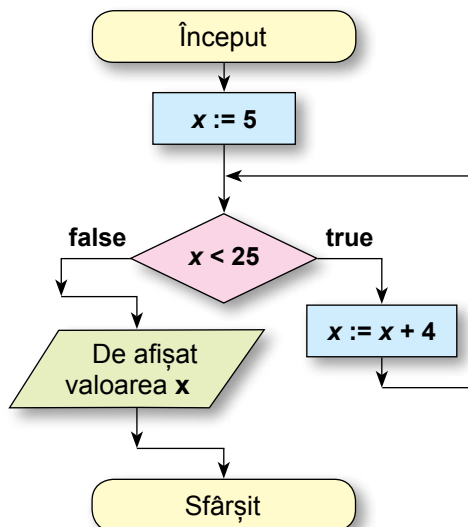 Început
x := 5
x < 25
false
true
x := x + 4
De afișat
valoarea x
Sfârșit